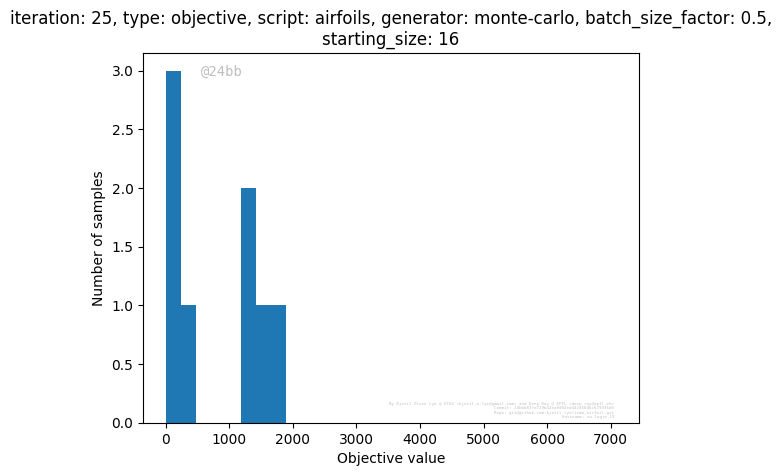 iteration: 25, type: objective, script: airfoils, generator: monte-carlo, batch_size_factor: 0.5,
starting_size: 16
@24bb
3.0
2.5
2.0
1.5
1.0
0.5
0.0
Number of samples
0 1000 2000 3000 4000 5000 6000 7000
Objective value